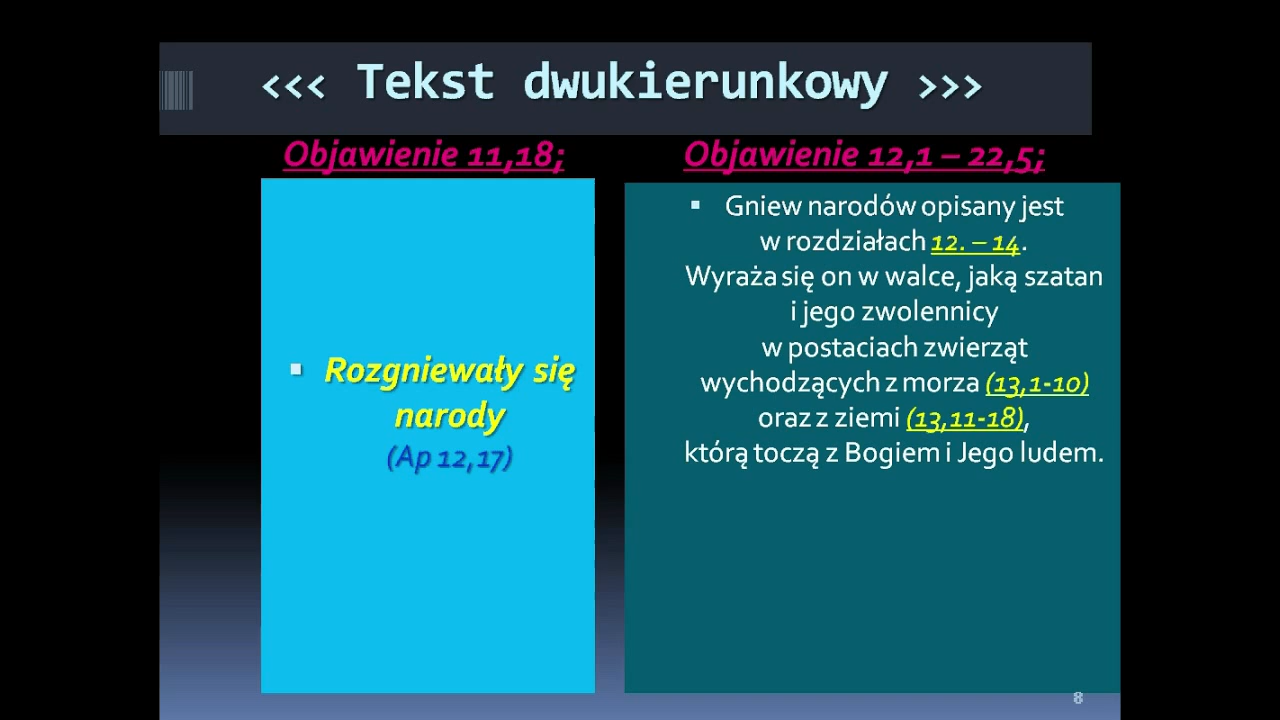 <<< Tekst dwukierunkowy >>>
Objawienie 11,18;
Rozgniewały się
narody
(Ap 12,17)
Objawienie 12,1 – 22,5;
Gniew narodów opisany jest
w rozdziałach 12. – 14.
Wyraża się on w walce, jaką szatan
i jego zwolennicy
w postaciach zwierząt
wychodzących z morza (13,1-10)
oraz z ziemi (13,11-18),
którą toczą z Bogiem i Jego ludem.
8